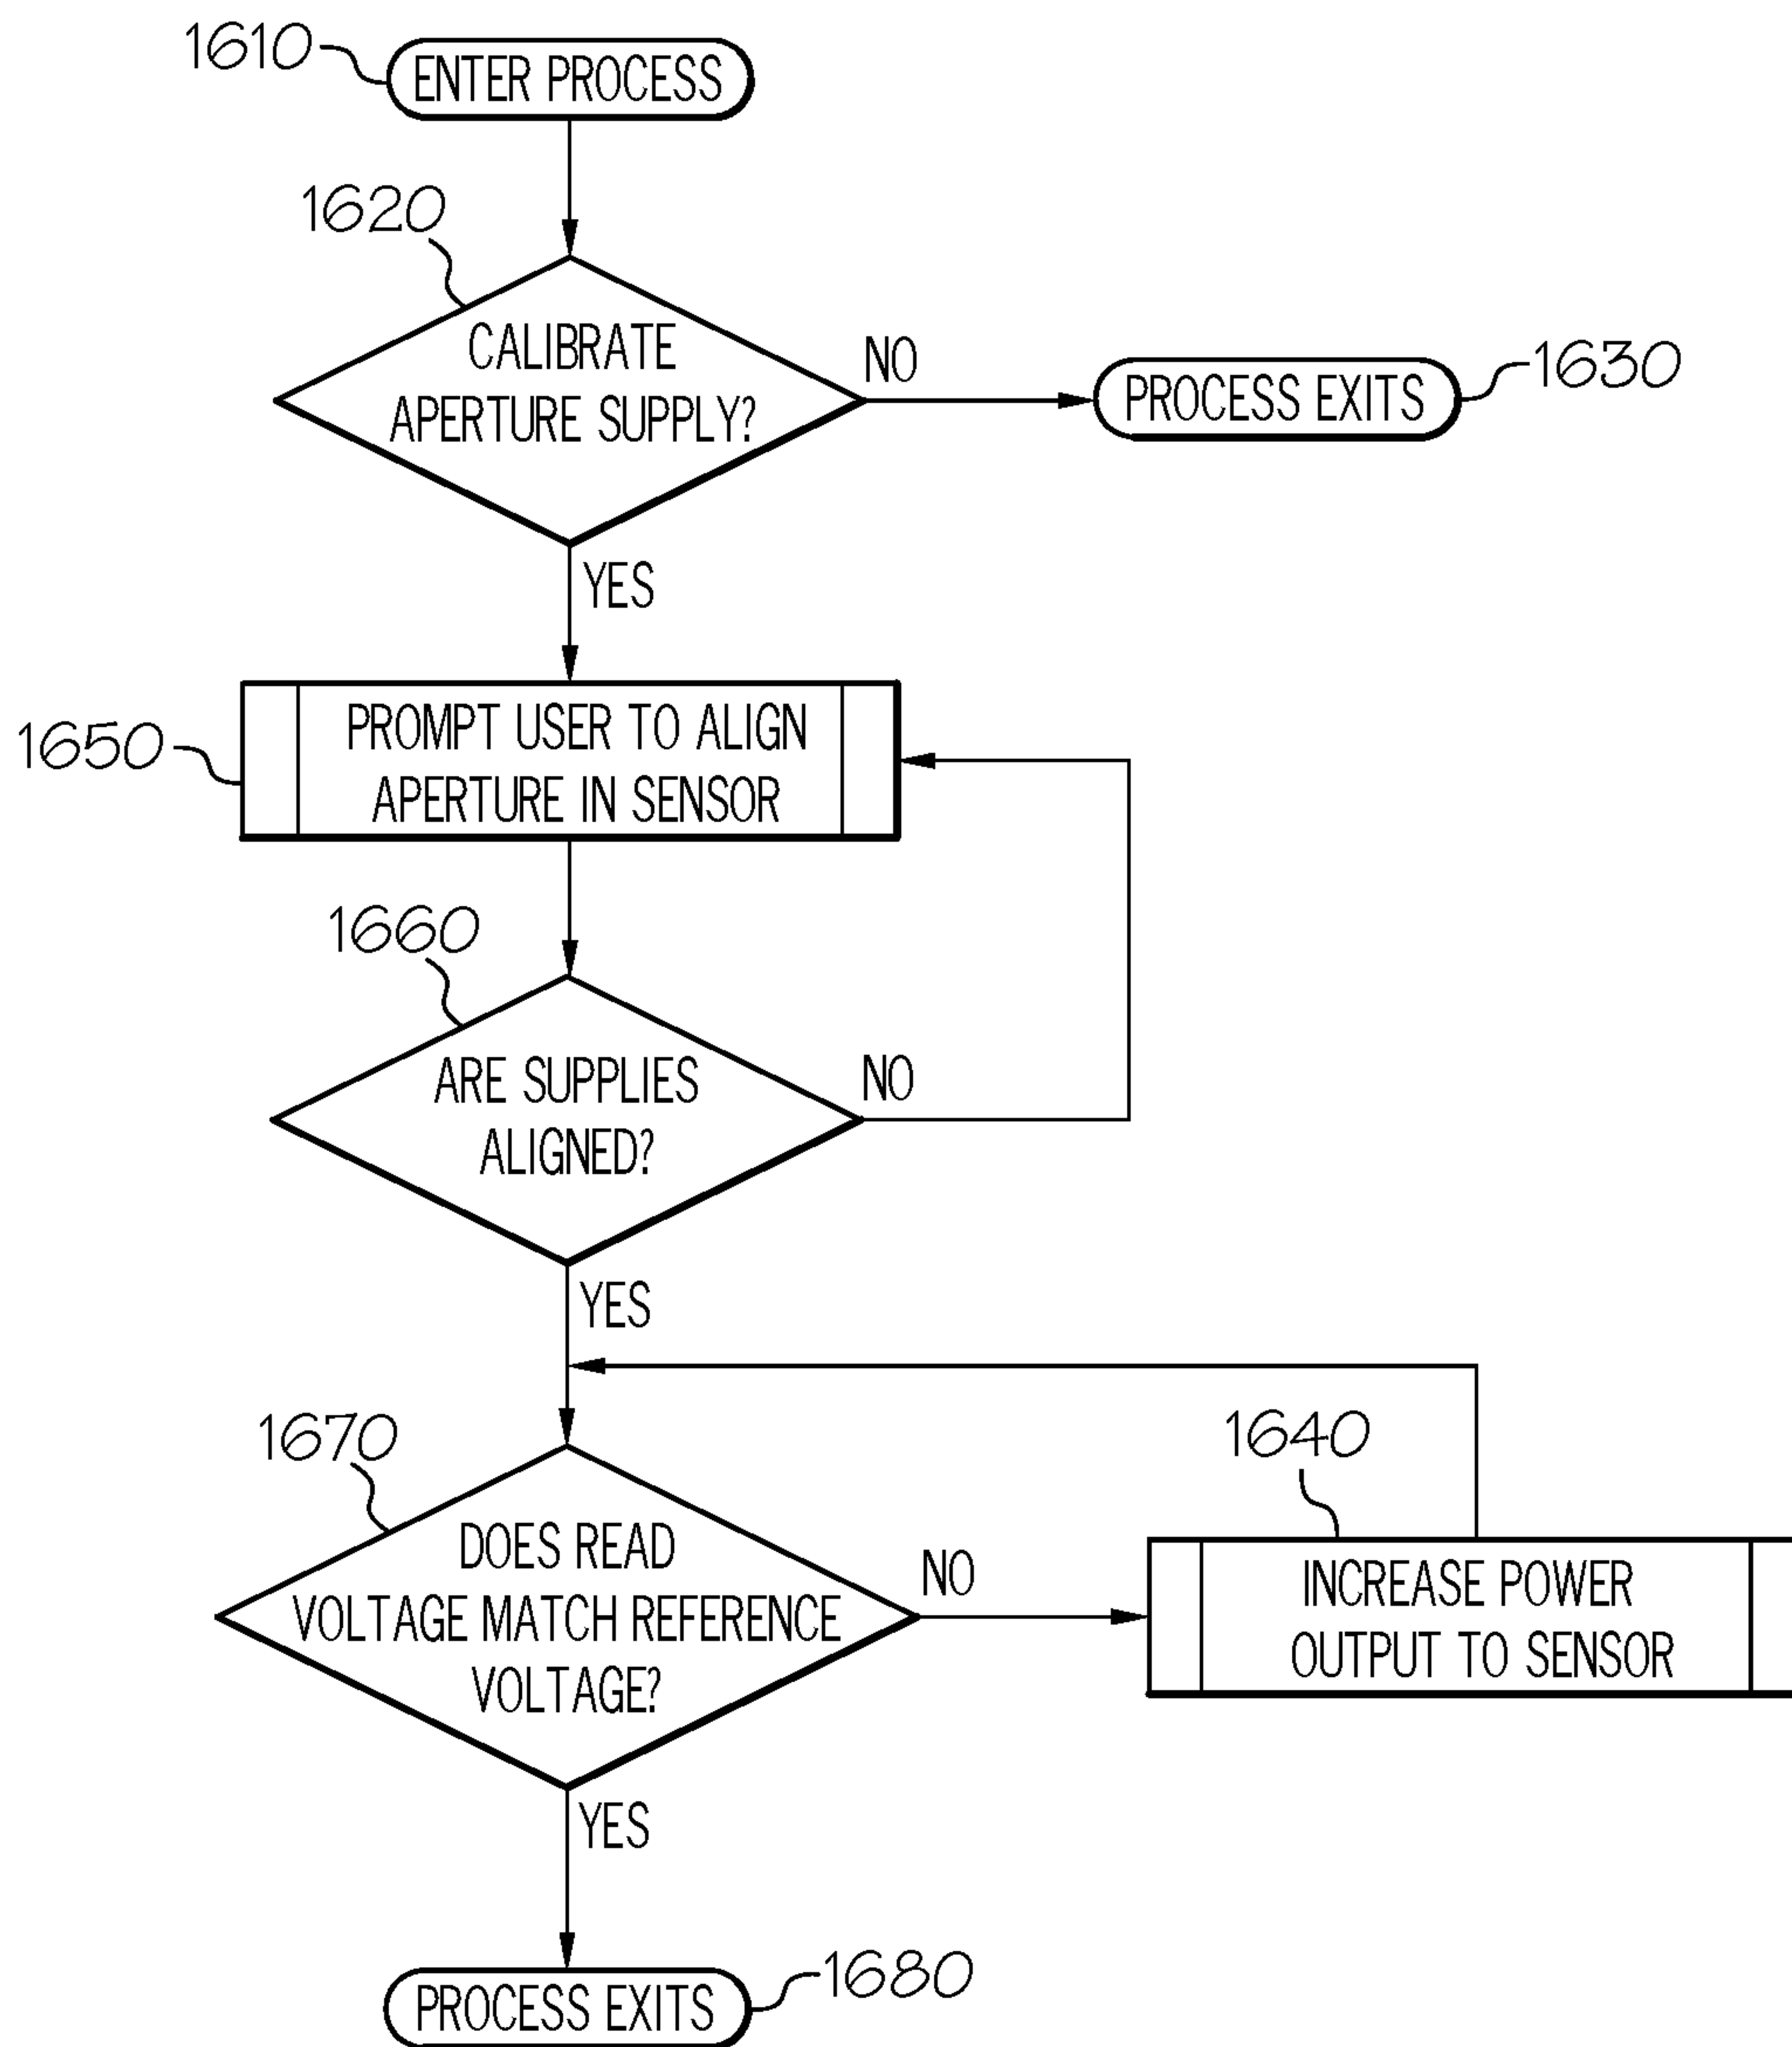 1610
ENTER PROCESS
1620
CALIBRATE
APERTURE SUPPLY?
NO
PROCESS EXITS
1630
YES
1650
PROMPT USER TO ALIGN
APERTURE IN SENSOR
1660
ARE SUPPLIES
ALIGNED?
NO
YES
1670
DOES READ
VOLTAGE MATCH REFERENCE
VOLTAGE?
NO
1640
INCREASE POWER
OUTPUT TO SENSOR
YES
PROCESS EXITS
1680